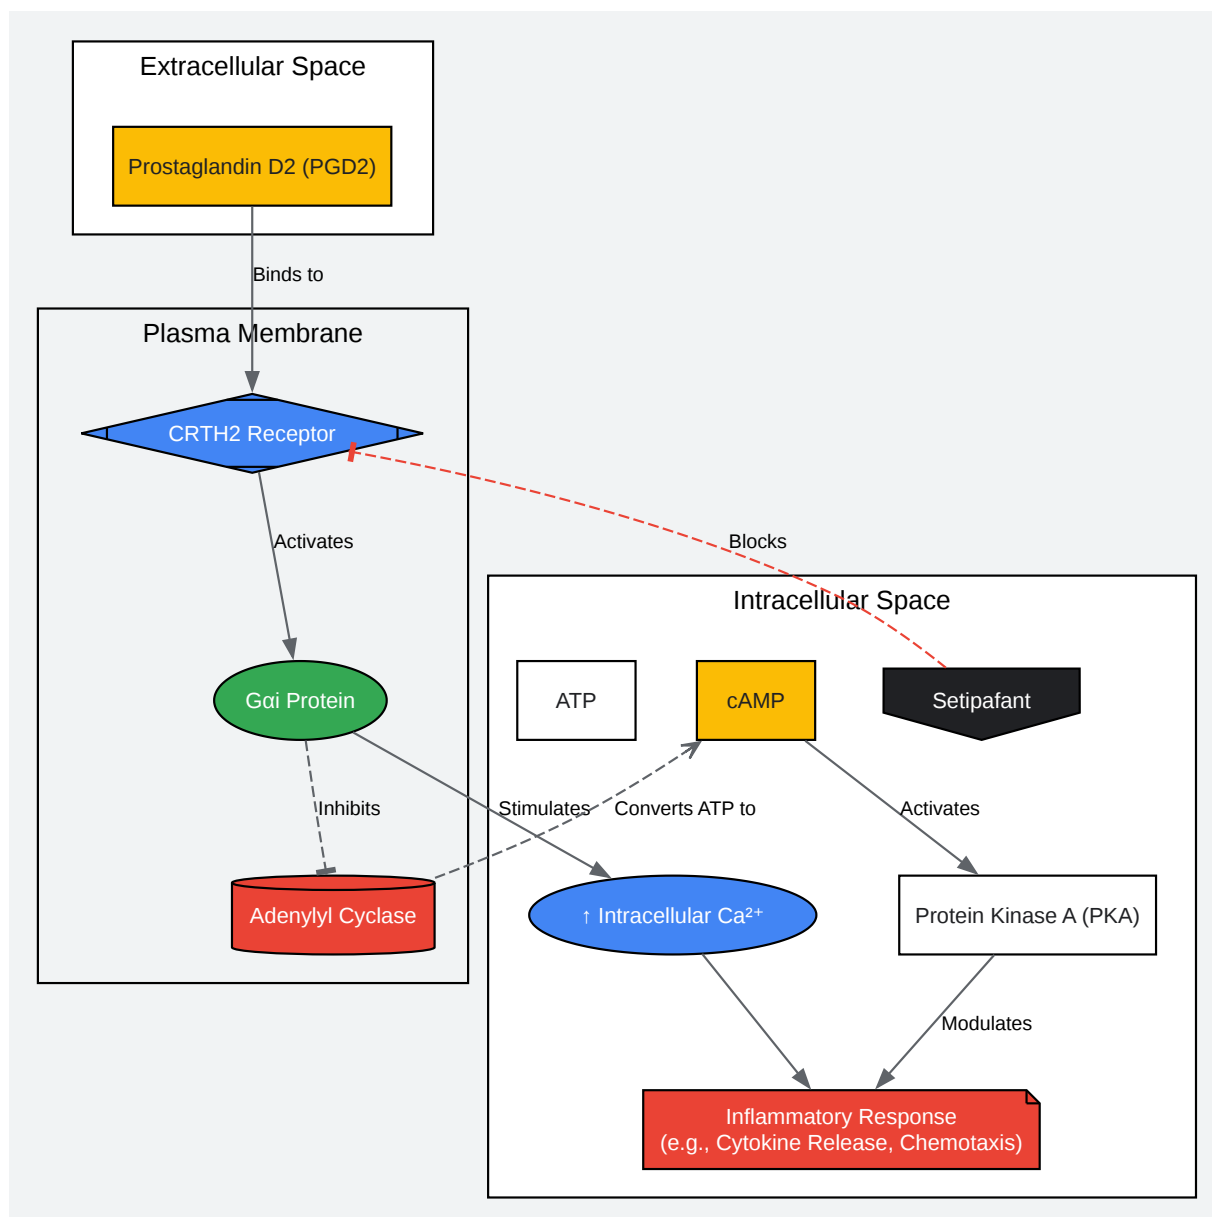 Extracellular Space
Prostaglandin D2 (PGD2)
Binds to
Plasma Membrane
CRTH2 Receptor
Activates
Blocks
Intracellular Space
Gαi Protein
ATP
cAMP
Setipafant
Inhibits
Stimulates
Converts ATP to
Activates
Adenylyl Cyclase
↑ Intracellular Ca²⁺
Protein Kinase A (PKA)
Modulates
Inflammatory Response
(e.g., Cytokine Release, Chemotaxis)